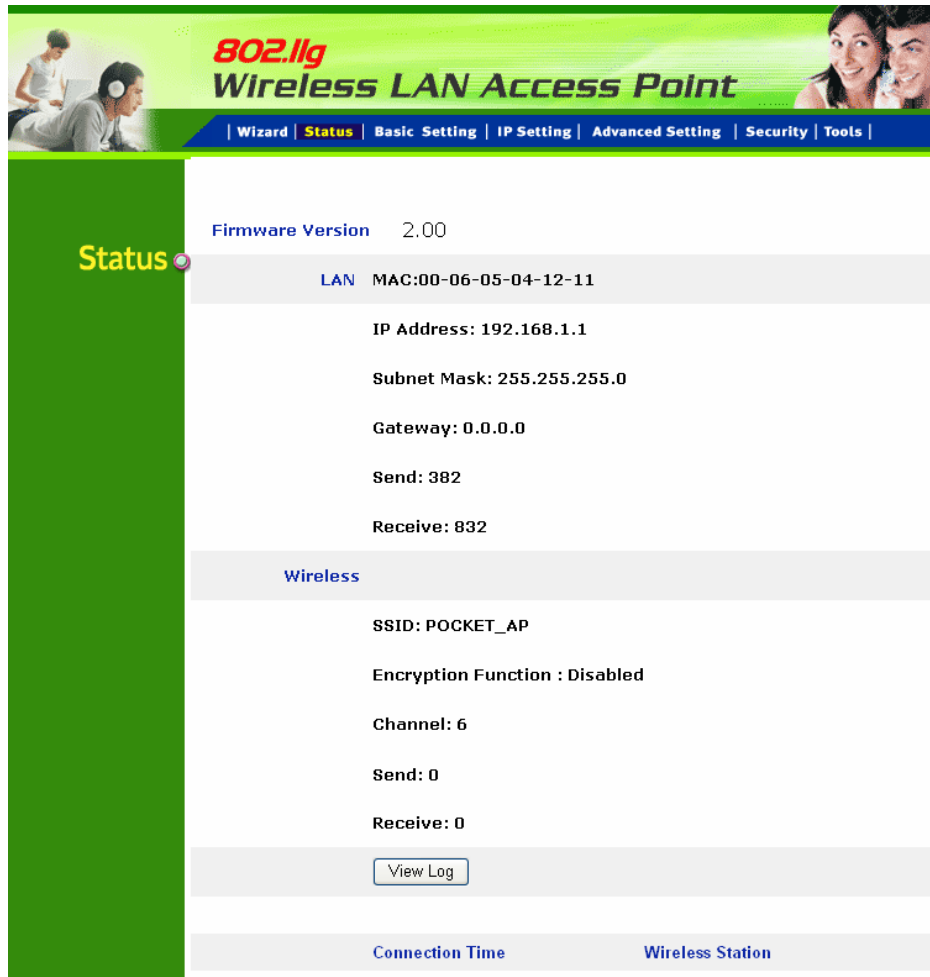 802.11g
Wireless LAN Access Point
| Wizard | Status | Basic Setting | IP Setting | Advanced Setting | Security | Tools |
Status
Firmware Version 2.00
LAN MAC:00-06-05-04-12-11
IP Address: 192.168.1.1
Subnet Mask: 255.255.255.0
Gateway: 0.0.0.0
Send: 382
Receive: 832
Wireless
SSID: POCKET_AP
Encryption Function : Disabled
Channel: 6
Send: 0
Receive: 0
View Log
Connection Time Wireless Station